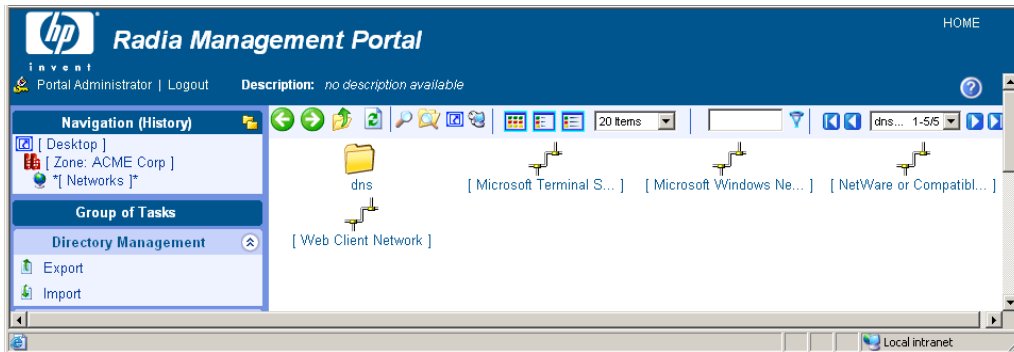 HOME
hp
invent
Radia Management Portal
Portal Administrator | Logout
Description: no description available
Navigation (History)
20 Items
dns... 1-5/5
[ Desktop ]
[ Zone: ACME Corp ]
*[ Networks ]*
dns
[ Microsoft Terminal S... ]
[ Microsoft Windows Ne... ]
[ NetWare or Compatibl... ]
Group of Tasks
Directory Management
[ Web Client Network ]
Export
Import
Local intranet